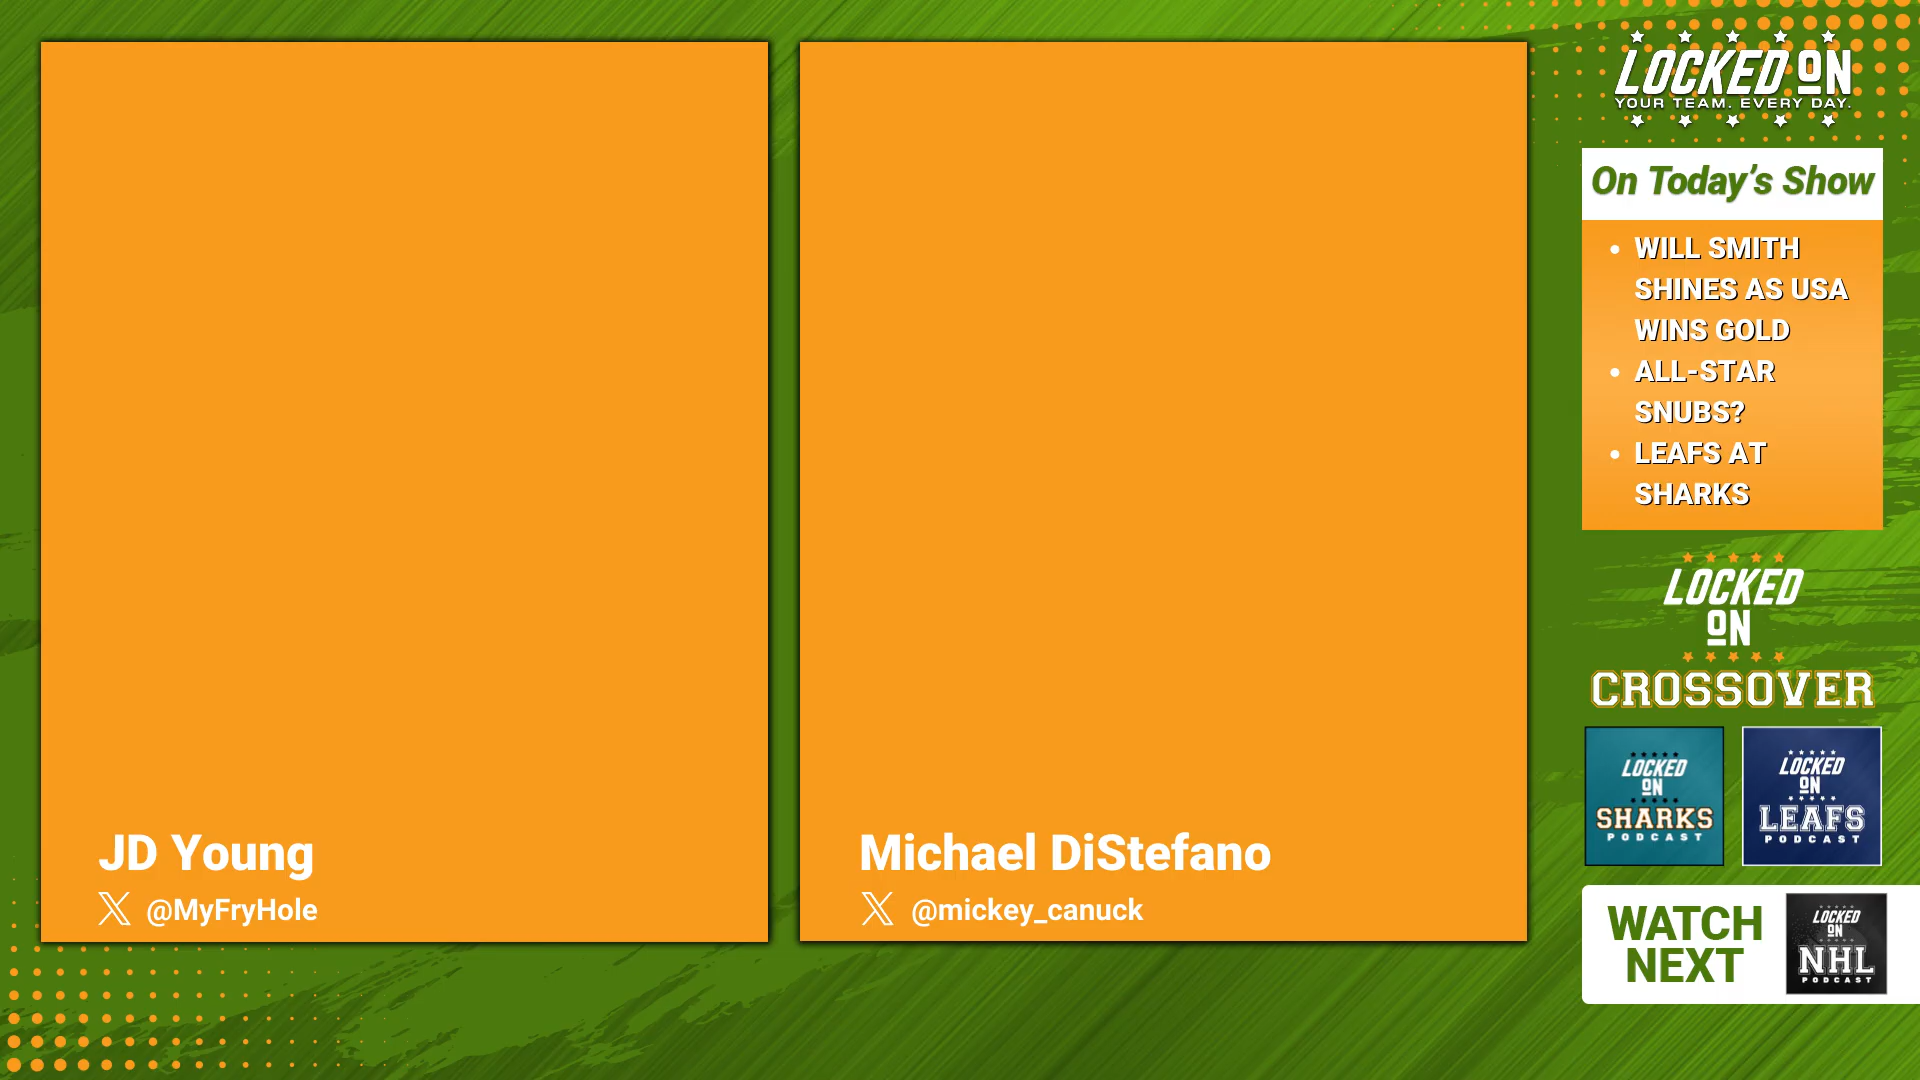 LOCKED ON
YOUR TEAM. EVERY DAY.
On Today's Show
• WILL SMITH
SHINES AS USA
WINS GOLD
• ALL-STAR
SNUBS?
• LEAFS AT
SHARKS
LOCKED
ON
CROSSOVER
LOCKED
ON
SHARKS
PODCAST
LOCKED
ON
LEAFS
PODCAST
WATCH
NEXT
LOCKED
ON
NHL
PODCAST
JD Young
X @MyFryHole
Michael DiStefano
X @mickey_canuck